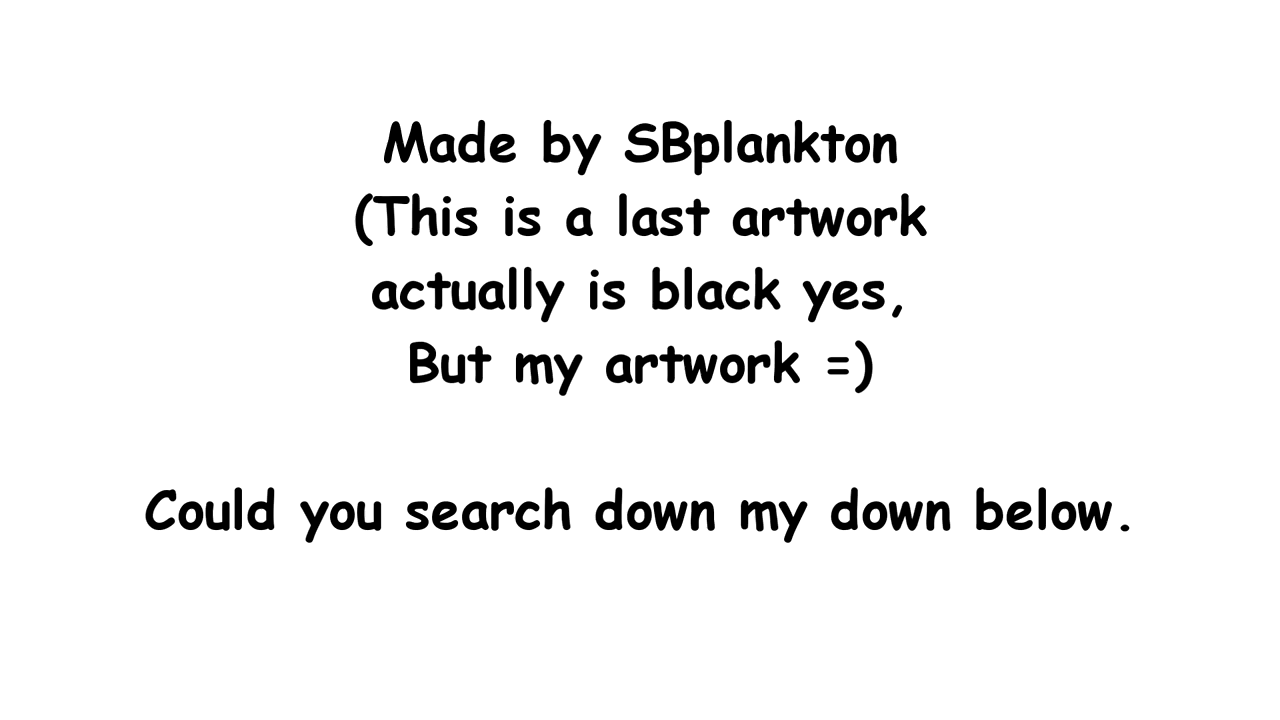 Made by SBplankton
(This is a last artwork
actually is black yes,
But my artwork =)
Could you search down my down below.